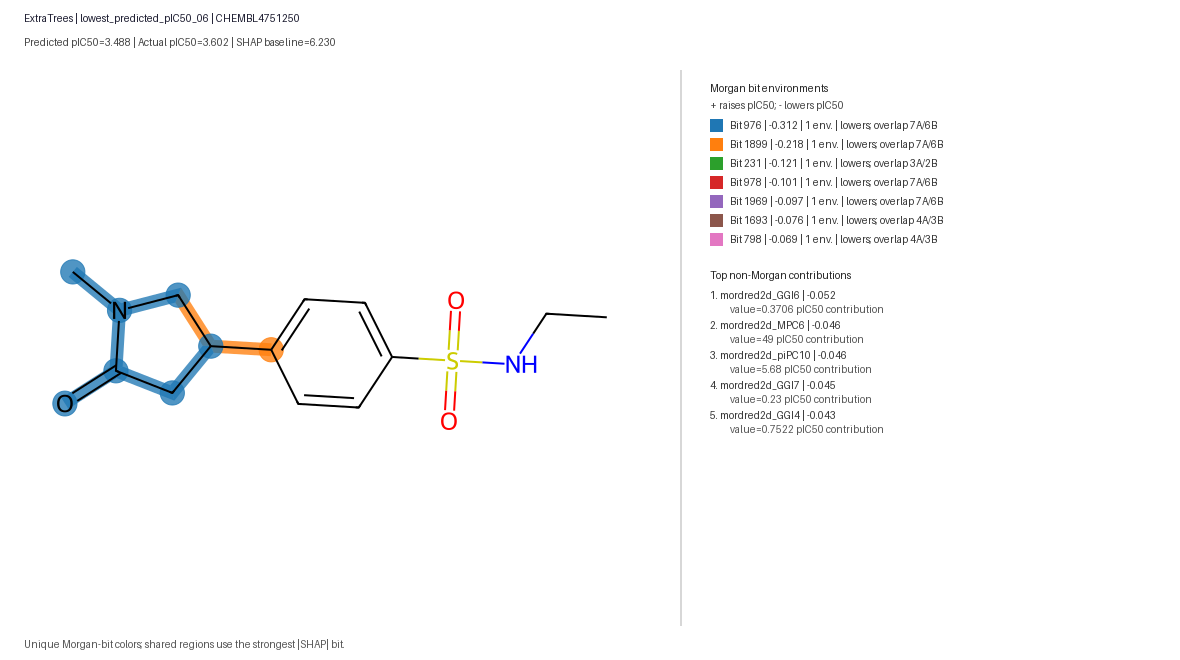 ExtraTrees | lowest_predicted_pIC50_06 | CHEMBL4751250
Predicted pIC50=3.488 | Actual pIC50=3.602 | SHAP baseline=6.230
Morgan bit environments
+ raises pIC50; - lowers pIC50
Bit 976 | -0.312 | 1 env. | lowers; overlap 7A/6B
Bit 1899 | -0.218 | 1 env. | lowers; overlap 7A/6B
Bit 231 | -0.121 | 1 env. | lowers; overlap 3A/2B
Bit 978 | -0.101 | 1 env. | lowers; overlap 7A/6B
Bit 1969 | -0.097 | 1 env. | lowers; overlap 7A/6B
Bit 1693 | -0.076 | 1 env. | lowers; overlap 4A/3B
Bit 798 | -0.069 | 1 env. | lowers; overlap 4A/3B
Top non-Morgan contributions
1. mordred2d_GGI6 | -0.052
value=0.3706 pIC50 contribution
2. mordred2d_MPC6 | -0.046
value=49 pIC50 contribution
3. mordred2d_piPC10 | -0.046
value=5.68 pIC50 contribution
4. mordred2d_GGI7 | -0.045
value=0.23 pIC50 contribution
5. mordred2d_GGI4 | -0.043
value=0.7522 pIC50 contribution
N
O
O
S
NH
O
Unique Morgan-bit colors; shared regions use the strongest |SHAP| bit.